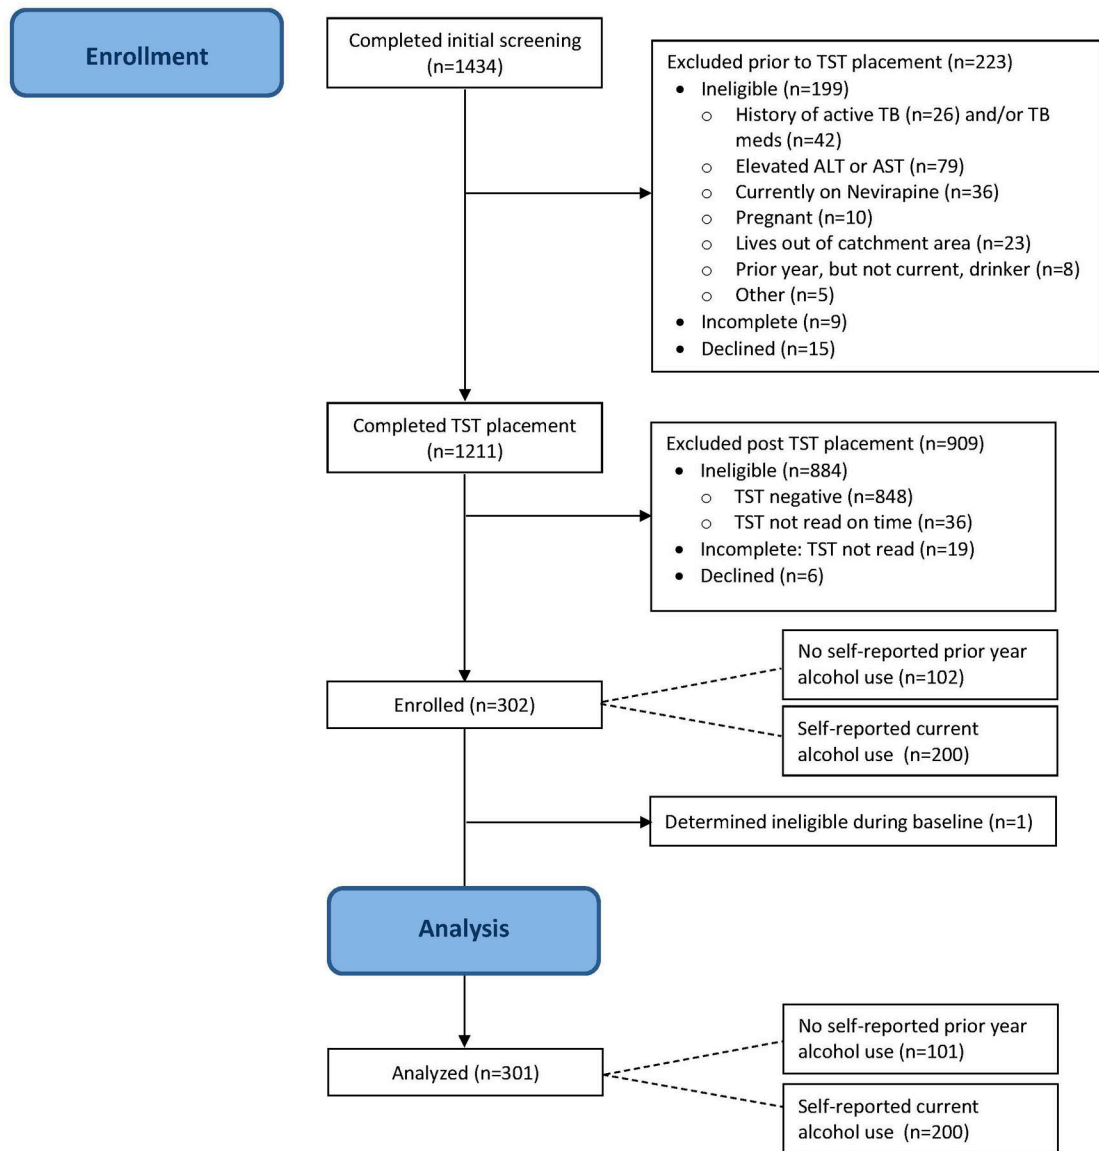 Enrollment
Completed initial screening
(n=1434)
Excluded prior to TST placement (n=223)
• Ineligible (n=199)
o History of active TB (n=26) and/or TB
meds (n=42)
o Elevated ALT or AST (n=79)
o Currently on Nevirapine (n=36)
o Pregnant (n=10)
o Lives out of catchment area (n=23)
o Prior year, but not current, drinker (n=8)
o Other (n=5)
• Incomplete (n=9)
• Declined (n=15)
Completed TST placement
(n=1211)
Excluded post TST placement (n=909)
• Ineligible (n=884)
o TST negative (n=848)
o TST not read on time (n=36)
• Incomplete: TST not read (n=19)
• Declined (n=6)
Enrolled (n=302)
No self-reported prior year
alcohol use (n=102)
Self-reported current
alcohol use (n=200)
Determined ineligible during baseline (n=1)
Analysis
Analyzed (n=301)
No self-reported prior year
alcohol use (n=101)
Self-reported current
alcohol use (n=200)